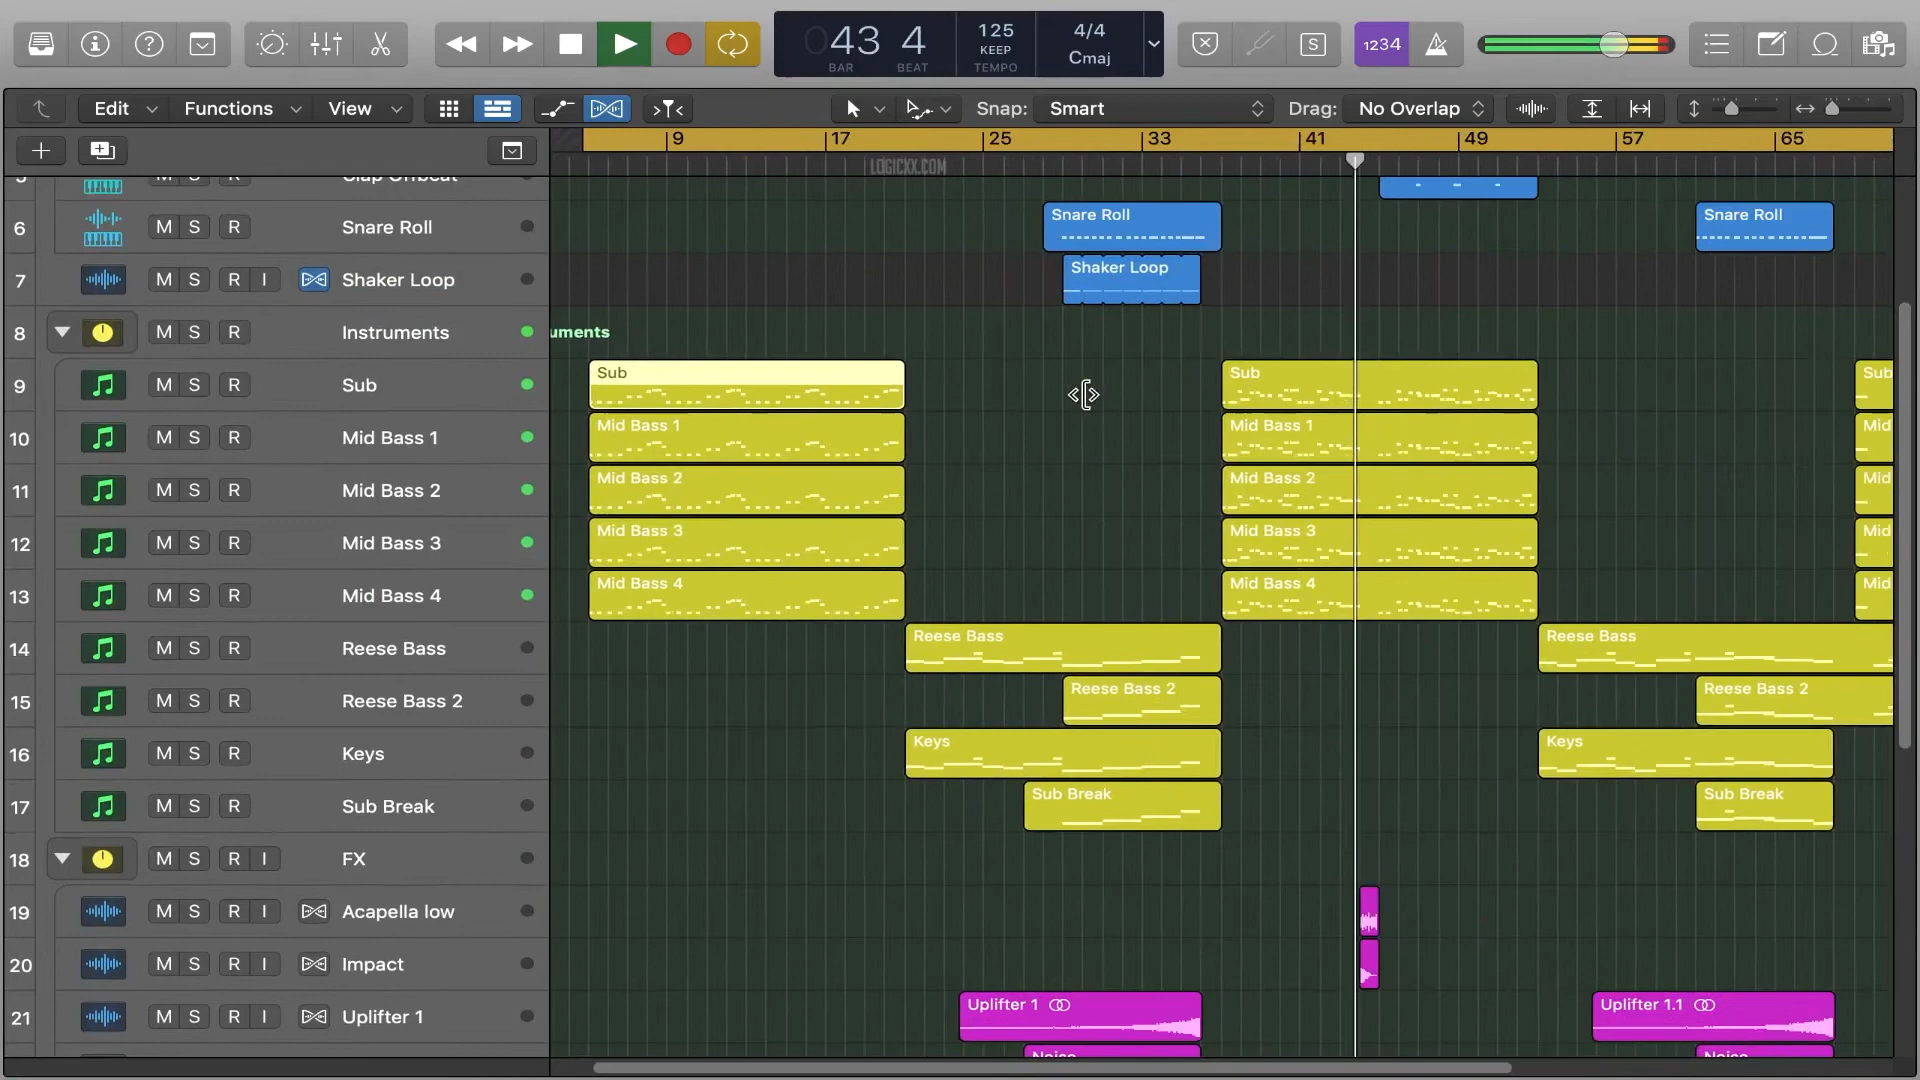 043 4
BAR BEAT
125
KEEP
TEMPO
4/4
Cmaj
S
1234
Edit Functions View Snap: Smart Drag: No Overlap
9 17 25 33 41 49 57 65
LOGICXX.COM
5 M S R Clap Offbeat
6 M S R Snare Roll
Snare Roll Snare Roll
7 M S R I Shaker Loop
Shaker Loop
8 M S R Instruments
uments
9 M S R Sub
Sub Sub Sub
10 M S R Mid Bass 1
Mid Bass 1 Mid Bass 1 Mid
11 M S R Mid Bass 2
Mid Bass 2 Mid Bass 2 Mid
12 M S R Mid Bass 3
Mid Bass 3 Mid Bass 3 Mid
13 M S R Mid Bass 4
Mid Bass 4 Mid Bass 4 Mid
14 M S R Reese Bass
Reese Bass Reese Bass
15 M S R Reese Bass 2
Reese Bass 2 Reese Bass 2
16 M S R Keys
Keys Keys
17 M S R Sub Break
Sub Break Sub Break
18 M S R I FX
19 M S R I Acapella low
20 M S R I Impact
21 M S R I Uplifter 1
Uplifter 1 Uplifter 1.1
Noise Noise